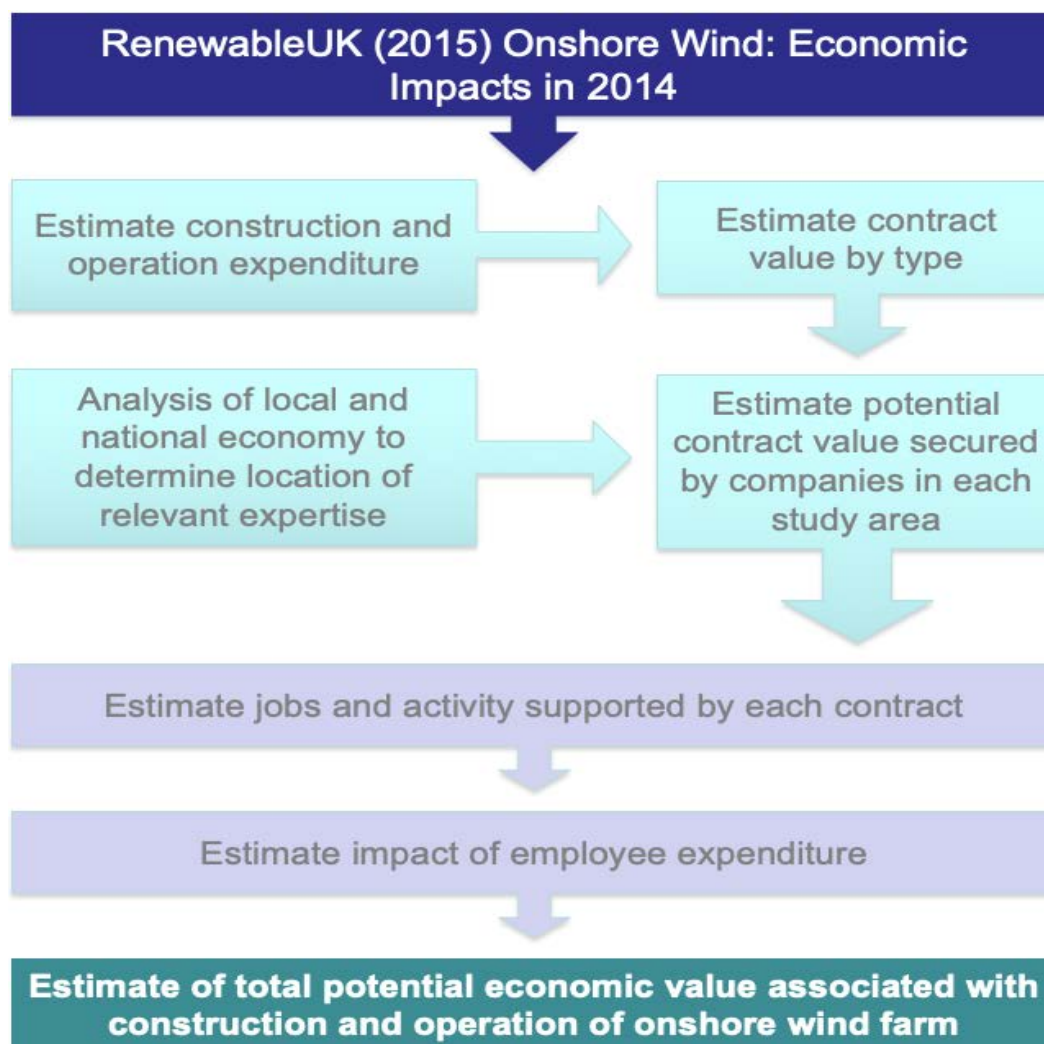 RenewableUK (2015) Onshore Wind: Economic
Impacts in 2014
Estimate construction and
operation expenditure
Estimate contract
value by type
Analysis of local and
national economy to
determine location of
relevant expertise
Estimate potential
contract value secured
by companies in each
study area
Estimate jobs and activity supported by each contract
Estimate impact of employee expenditure
Estimate of total potential economic value associated with
construction and operation of onshore wind farm